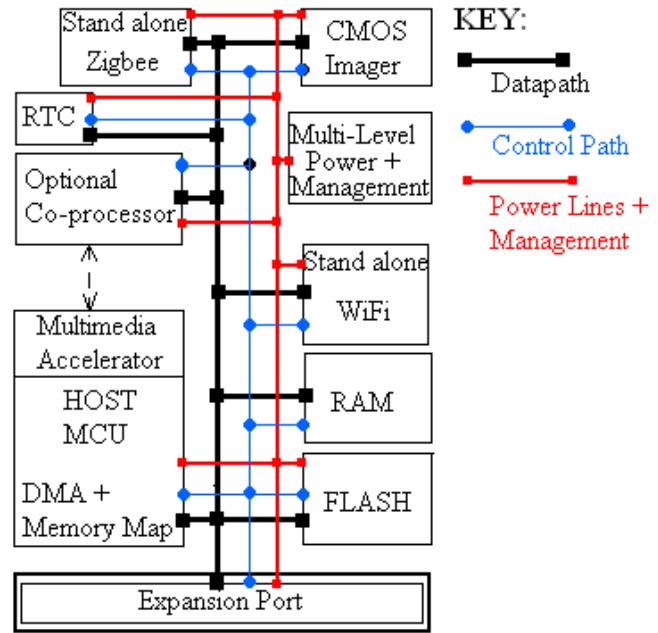 Stand alone
Zigbee
CMOS
Imager
KEY:
Datapath
Control Path
Power Lines +
Management
RTC
Multi-Level
Power +
Management
Optional
Co-processor
Stand alone
WiFi
Multimedia
Accelerator
HOST
MCU
DMA +
Memory Map
RAM
FLASH
Expansion Port